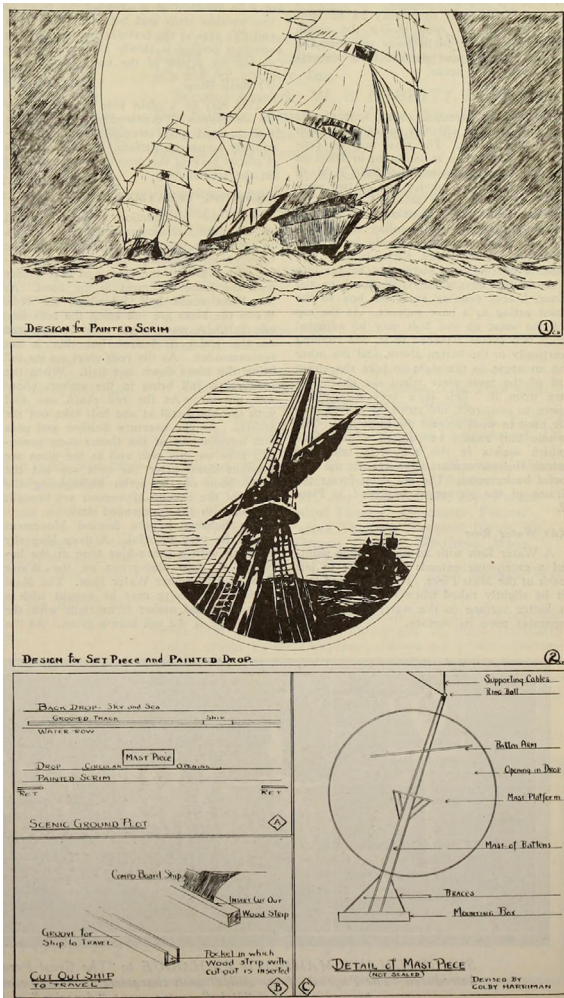 DESIGN for PAINTED SCRIM
1
DESIGN for SET PIECE and PAINTED DROP.
2
BACK DROP - SKY and SEA
GROOVED TRACK
SHIP
WATER ROW
MAST PIECE
DROP
CIRCULAR
OPENING
PAINTED SCRIM
RET
RET
SCENIC GROUND PLOT
A
COMPO BOARD SHIP
INSERT CUT OUT
WOOD STRIP
GROOVE for
SHIP to TRAVEL
POCKET IN WHICH
WOOD STRIP WITH
CUT OUT IS INSERTED
CUT OUT SHIP
TO TRAVEL
B
SUPPORTING CABLES
RING BOLT
BATTEN ARM
OPENING in DROP
MAST PLATFORM
MAST of BATTENS
BRACES
MOUNTING BOX
DETAIL of MAST PIECE
(NOT SCALED)
DEVISED BY
COLBY HARRIMAN
C